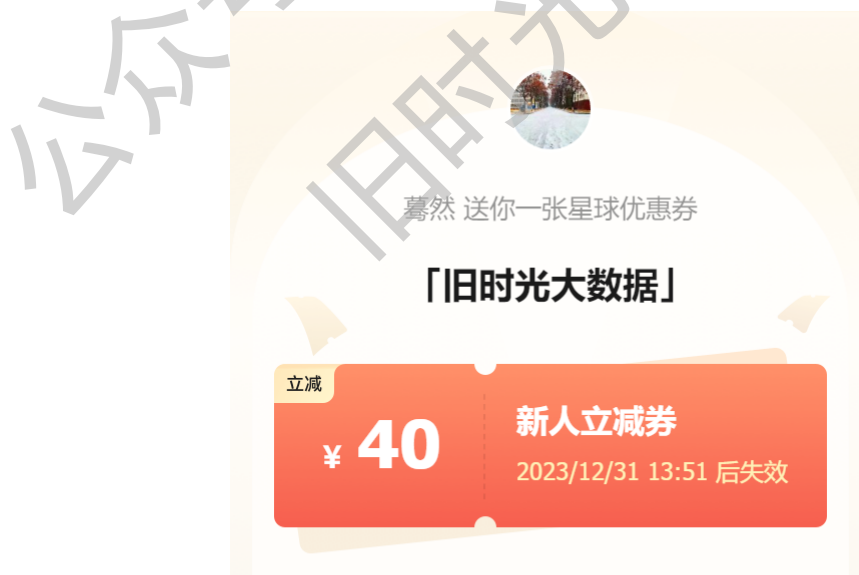 公众号
旧时光
蓦然 送你一张星球优惠券
「旧时光大数据」
立减
¥ 40
新人立减券
2023/12/31 13:51 后失效